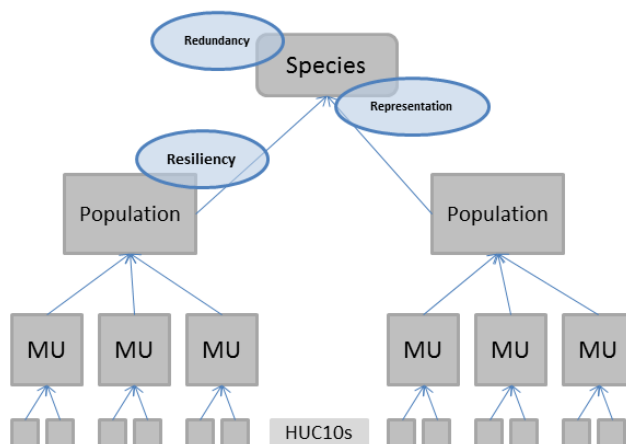 Redundancy
Species
Representation
Resiliency
Population
Population
MU
MU
MU
MU
MU
MU
HUC10s